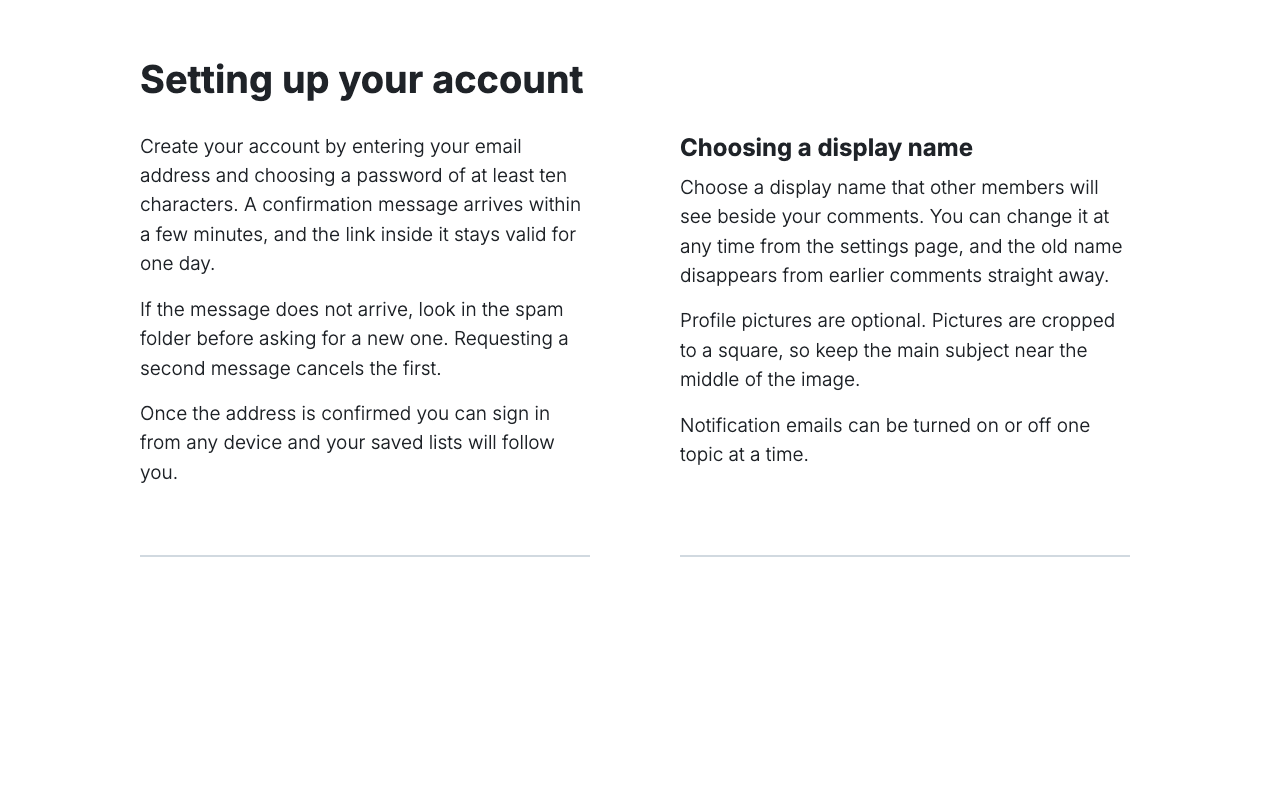 Setting up your account
Create your account by entering your email
address and choosing a password of at least ten
characters. A confirmation message arrives within
a few minutes, and the link inside it stays valid for
one day.
If the message does not arrive, look in the spam
folder before asking for a new one. Requesting a
second message cancels the first.
Once the address is confirmed you can sign in
from any device and your saved lists will follow
you.
Choosing a display name
Choose a display name that other members will
see beside your comments. You can change it at
any time from the settings page, and the old name
disappears from earlier comments straight away.
Profile pictures are optional. Pictures are cropped
to a square, so keep the main subject near the
middle of the image.
Notification emails can be turned on or off one
topic at a time.